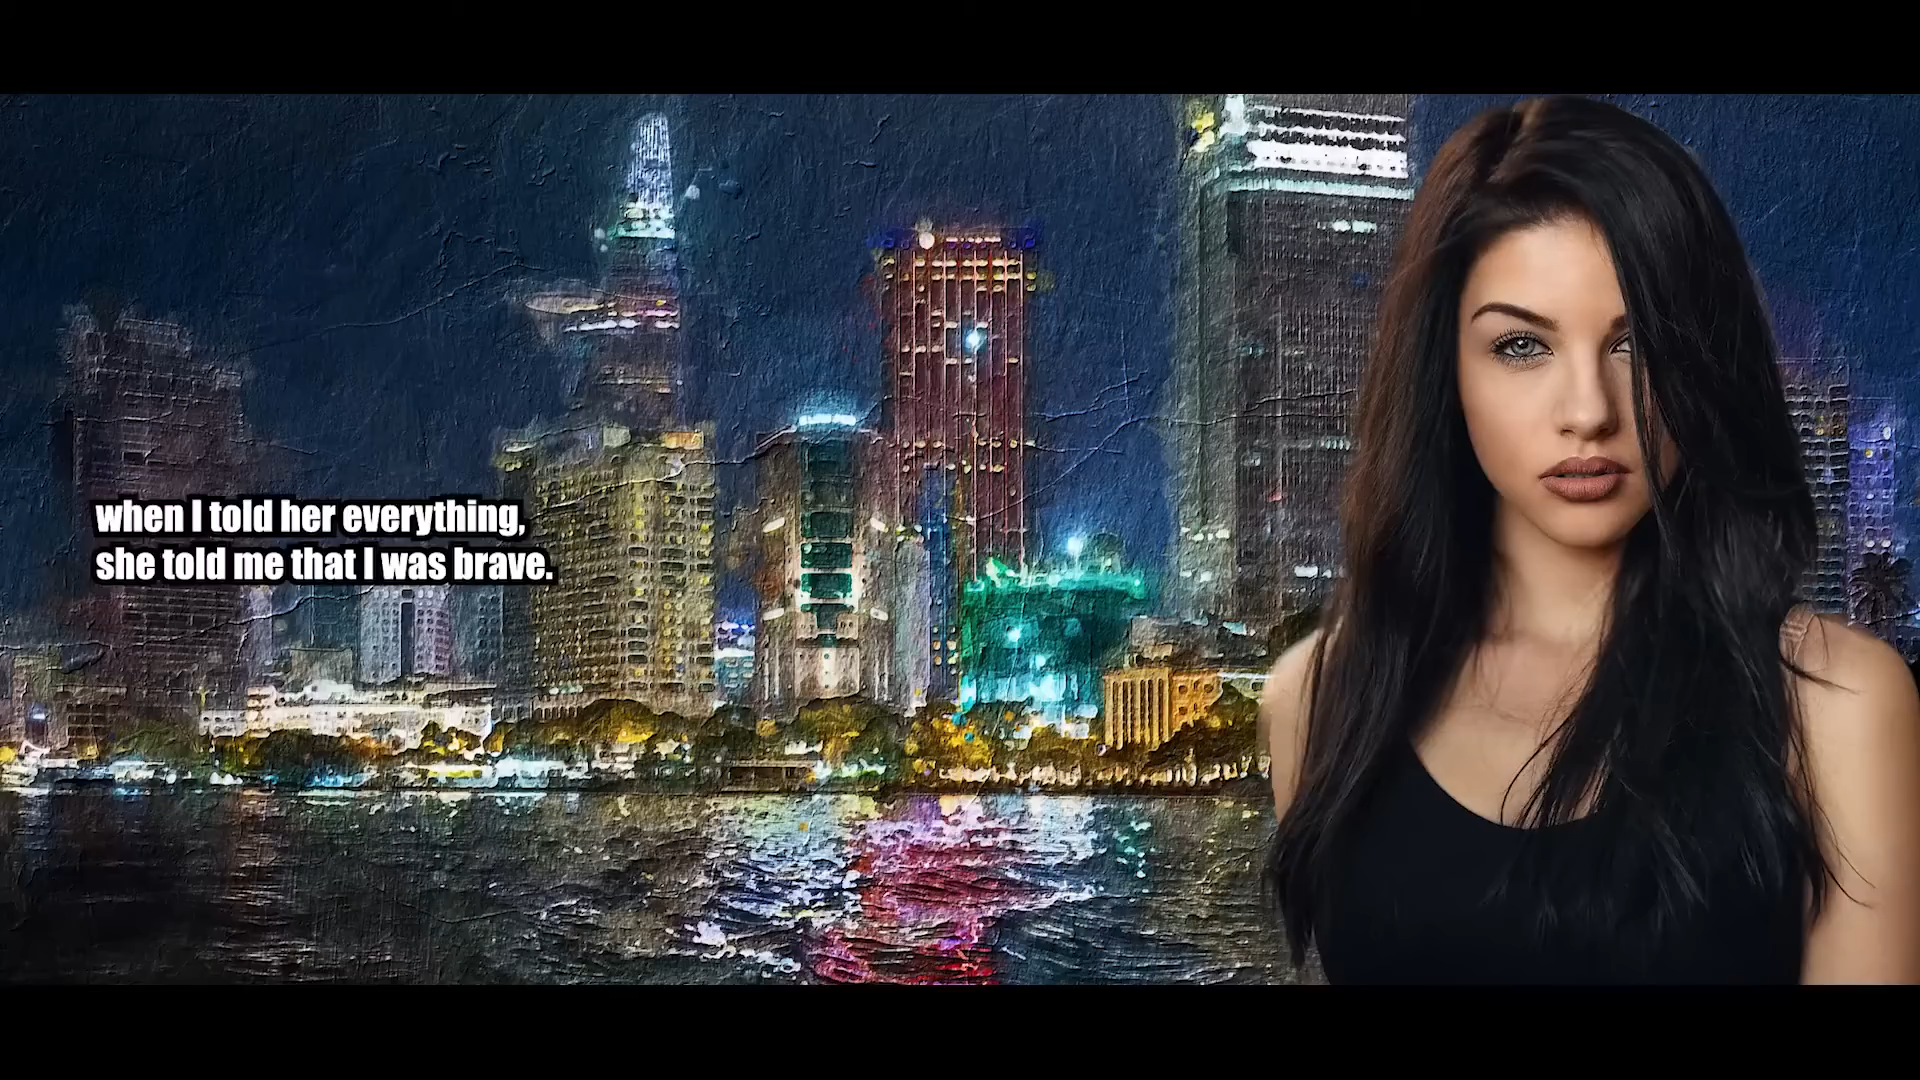 when I told her everything,
she told me that I was brave.